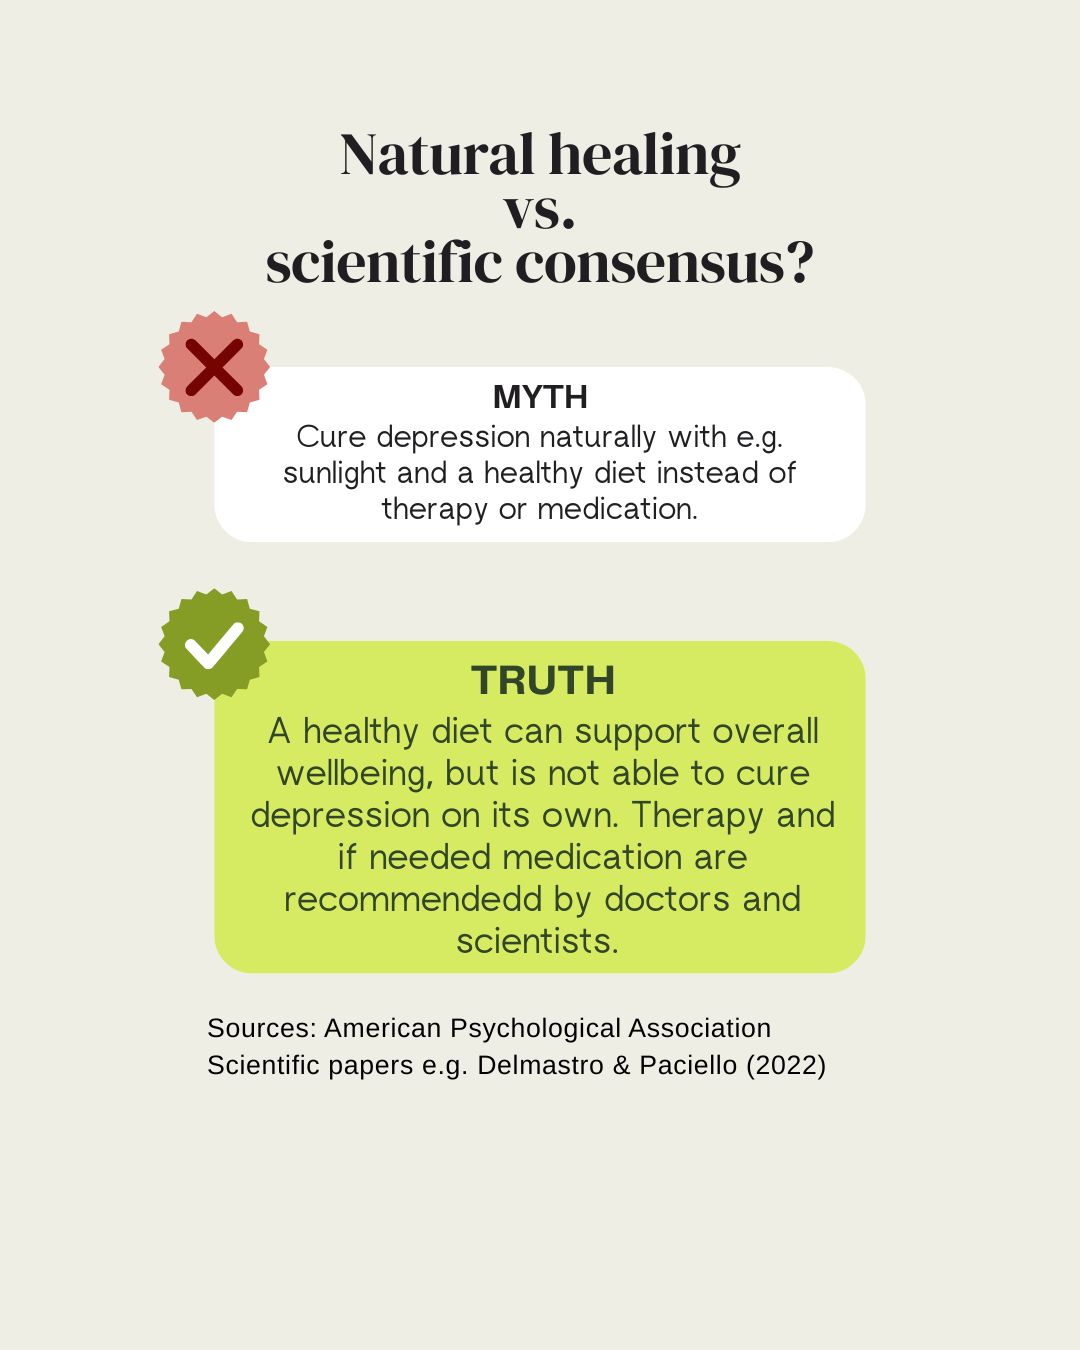 Natural healing
vs.
scientific consensus?
MYTH
Cure depression naturally with e.g.
sunlight and a healthy diet instead of
therapy or medication.
TRUTH
A healthy diet can support overall
wellbeing, but is not able to cure
depression on its own. Therapy and
if needed medication are
recommendedd by doctors and
scientists.
Sources: American Psychological Association
Scientific papers e.g. Delmastro & Paciello (2022)